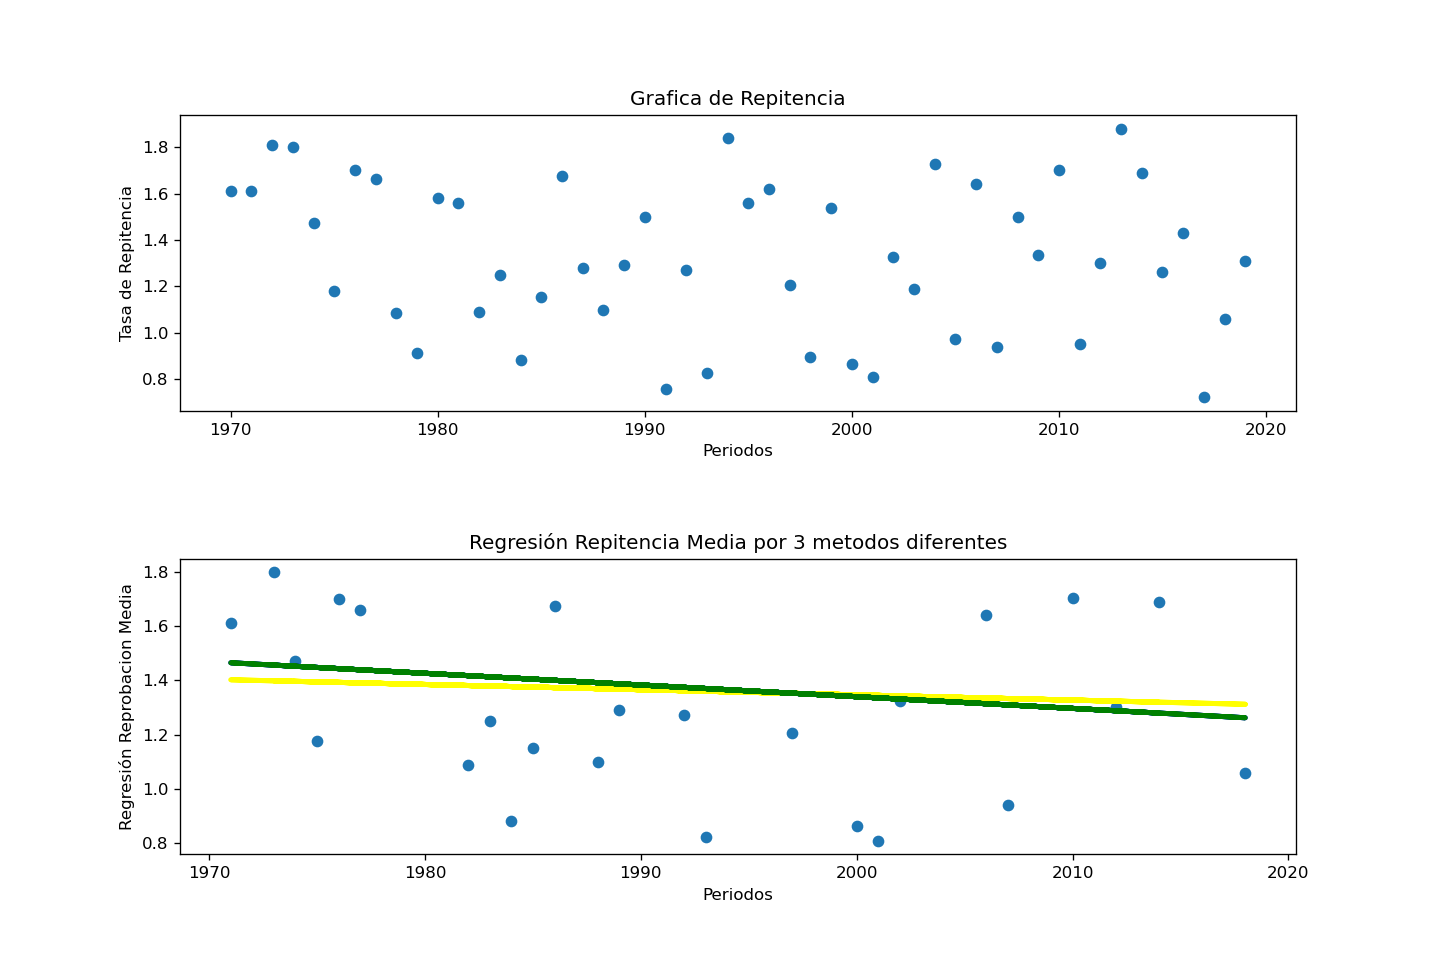 Grafica de Repitencia
Tasa de Repitencia
1.8
1.6
1.4
1.2
1.0
0.8
1970 1980 1990 2000 2010 2020
Periodos
Regresión Repitencia Media por 3 metodos diferentes
Regresión Reprobacion Media
1.8
1.6
1.4
1.2
1.0
0.8
1970 1980 1990 2000 2010 2020
Periodos